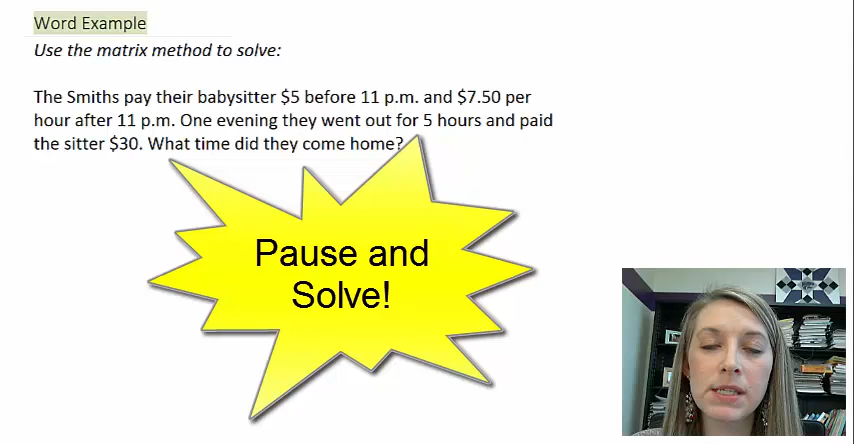 Word Example
Use the matrix method to solve:
The Smiths pay their babysitter $5 before 11 p.m. and $7.50 per
hour after 11 p.m. One evening they went out for 5 hours and paid
the sitter $30. What time did they come home?
Pause and
Solve!